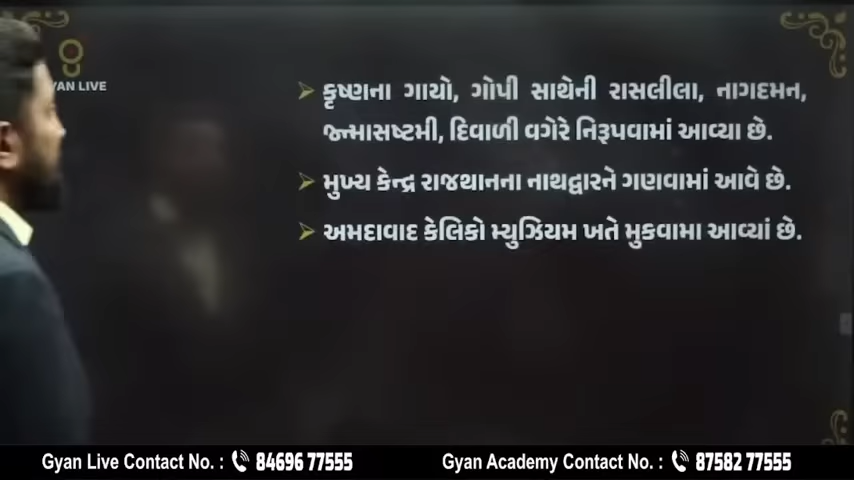 GYAN LIVE
કૃષ્ણના ગાયો, ગોપી સાથેની રાસલીલા, નાગદમન,
જન્માસષ્ટમી, દિવાળી વગેરે નિરૂપવામાં આવ્યા છે.
મુખ્ય કેન્દ્ર રાજથાનના નાથદ્વારને ગણવામાં આવે છે.
અમદાવાદ કેલિકો મ્યુઝિયમ ખતે મુકવામા આવ્યાં છે.
Gyan Live Contact No. : 84696 77555
Gyan Academy Contact No. : 87582 77555